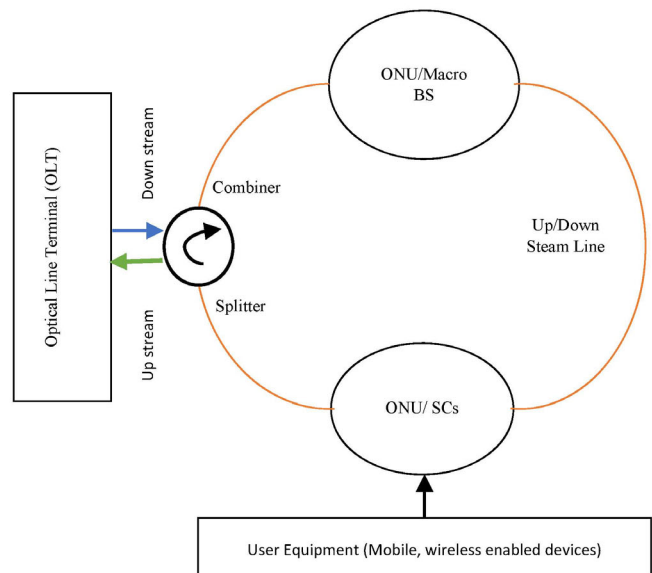 ONU/Macro
BS
Down stream
Optical Line Terminal (OLT)
Combiner
Up/Down
Steam Line
Splitter
Up stream
ONU/ SCs
User Equipment (Mobile, wireless enabled devices)